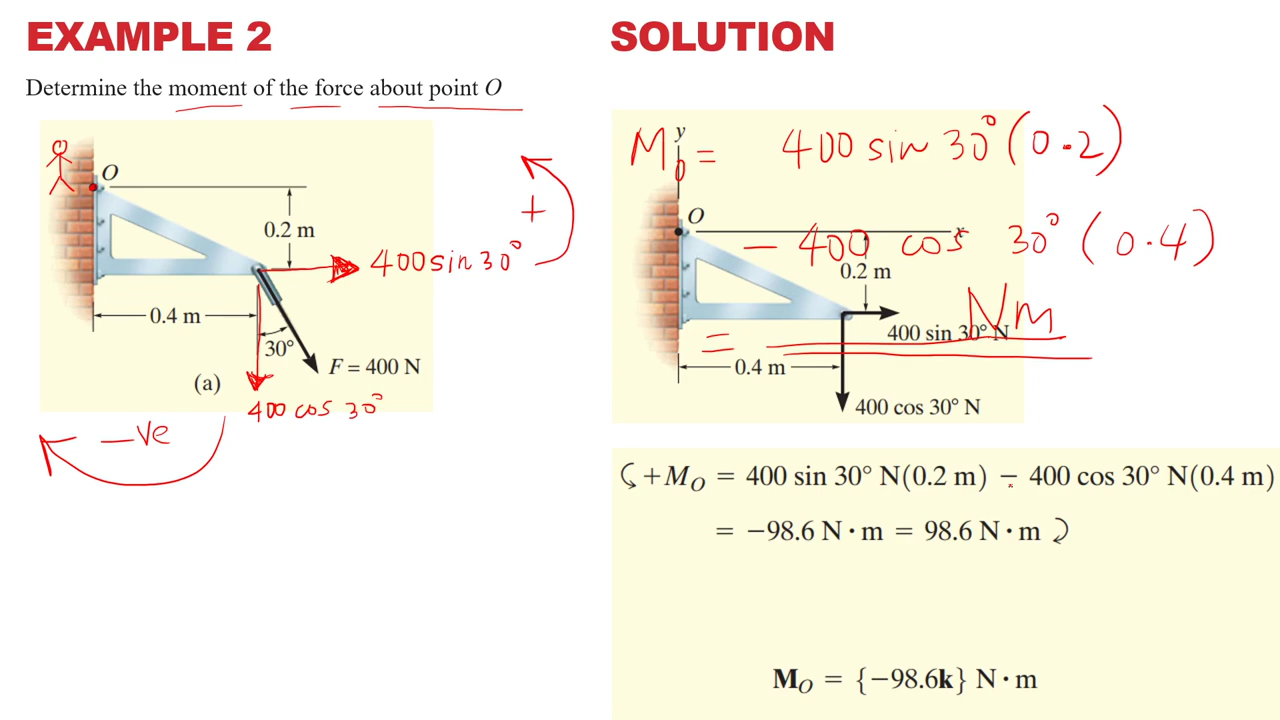 EXAMPLE 2
Determine the moment of the force about point O
O
0.2 m
+
400 sin 30°
0.4 m
30°
F = 400 N
(a)
400 cos 30°
−ve
SOLUTION
M_O = 400 sin 30° (0.2)
− 400 cos 30° (0.4)
= Nm
y
O
x
0.2 m
400 sin 30° N
0.4 m
400 cos 30° N
⤹+M_O = 400 sin 30° N(0.2 m) − 400 cos 30° N(0.4 m)
= −98.6 N · m = 98.6 N · m ⤸
M_O = {−98.6k} N · m